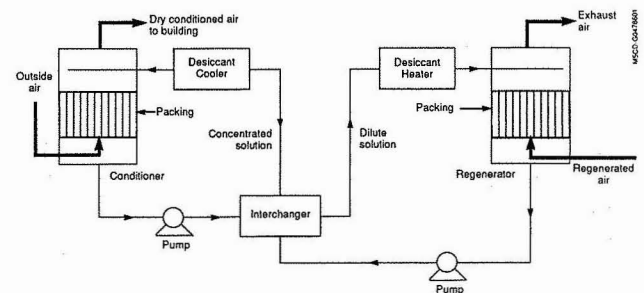 Dry conditioned air
to building
Exhaust
air
MSCD-G0476601
Outside
air
Desiccant
Cooler
Desiccant
Heater
Packing
Packing
Concentrated
solution
Dilute
solution
Conditioner
Regenerator
Regenerated
air
Interchanger
Pump
Pump